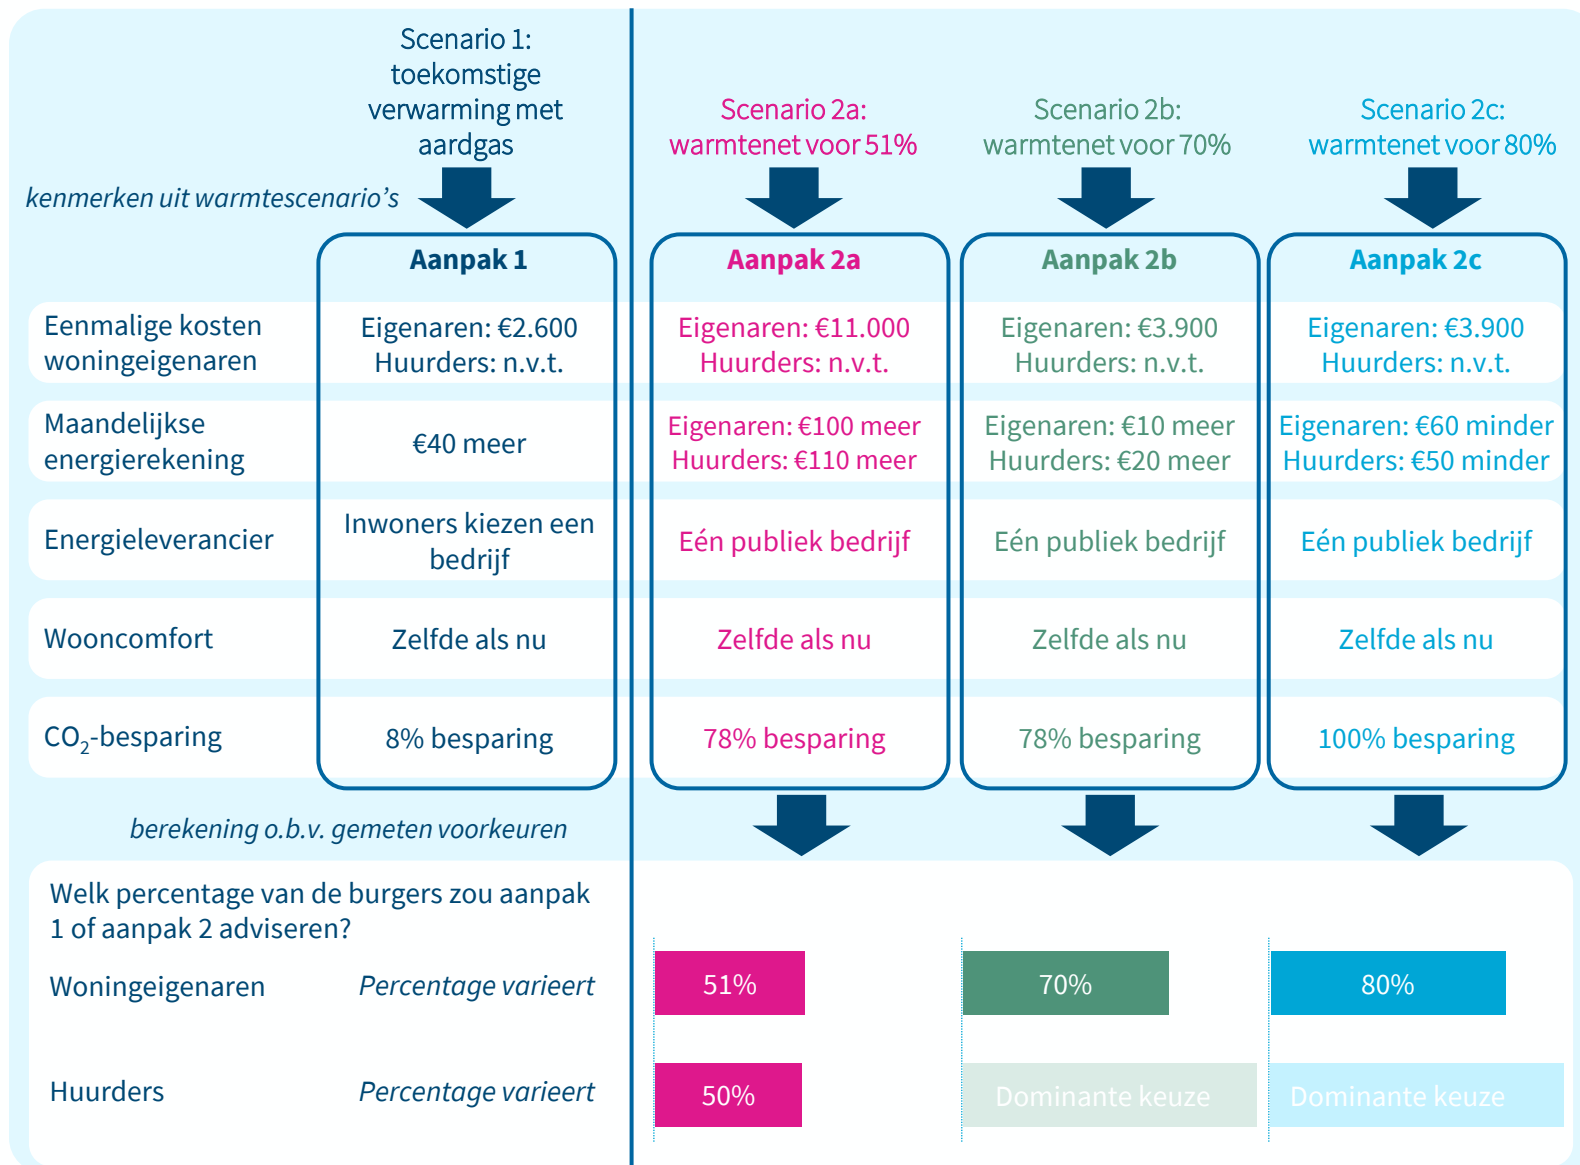 Scenario 1:
toekomstige
verwarming met
aardgas
Scenario 2a:
warmtenet voor 51%
Scenario 2b:
warmtenet voor 70%
Scenario 2c:
warmtenet voor 80%
kenmerken uit warmtescenario's
Aanpak 1
Aanpak 2a
Aanpak 2b
Aanpak 2c
Eenmalige kosten
woningeigenaren
Eigenaren: €2.600
Huurders: n.v.t.
Eigenaren: €11.000
Huurders: n.v.t.
Eigenaren: €3.900
Huurders: n.v.t.
Eigenaren: €3.900
Huurders: n.v.t.
Maandelijkse
energierekening
€40 meer
Eigenaren: €100 meer
Huurders: €110 meer
Eigenaren: €10 meer
Huurders: €20 meer
Eigenaren: €60 minder
Huurders: €50 minder
Energieleverancier
Inwoners kiezen een
bedrijf
Eén publiek bedrijf
Eén publiek bedrijf
Eén publiek bedrijf
Wooncomfort
Zelfde als nu
Zelfde als nu
Zelfde als nu
Zelfde als nu
CO₂-besparing
8% besparing
78% besparing
78% besparing
100% besparing
berekening o.b.v. gemeten voorkeuren
Welk percentage van de burgers zou aanpak
1 of aanpak 2 adviseren?
Woningeigenaren
Percentage varieert
51%
70%
80%
Huurders
Percentage varieert
50%
Dominante keuze
Dominante keuze